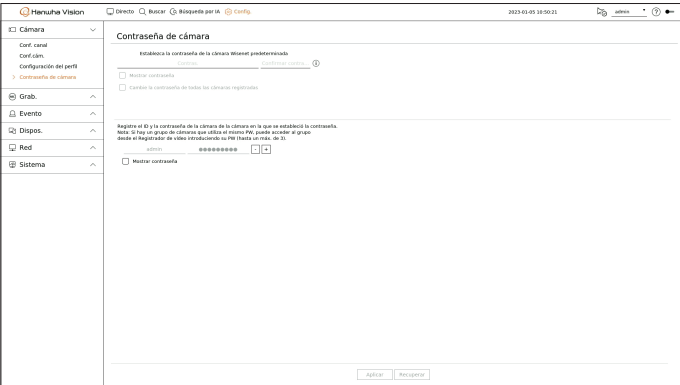 Hanwha Vision
Directo
Buscar
Búsqueda por IA
Config.
2023-01-05 10:50:21
admin
Cámara
Conf. canal
Conf.cám.
Configuración del perfil
Contraseña de cámara
Grab.
Evento
Dispos.
Red
Sistema
Contraseña de cámara
Establezca la contraseña de la cámara Wisenet predeterminada
Contras.
Confirmar contra...
Mostrar contraseña
Cambie la contraseña de todas las cámaras registradas
Registre el ID y la contraseña de la cámara de la cámara en la que se estableció la contraseña.
Nota: Si hay un grupo de cámaras que utiliza el mismo PW, puede acceder al grupo
desde el Registrador de vídeo introduciendo su PW (hasta un máx. de 3).
admin
●●●●●●●●●
- +
Mostrar contraseña
Aplicar
Recuperar